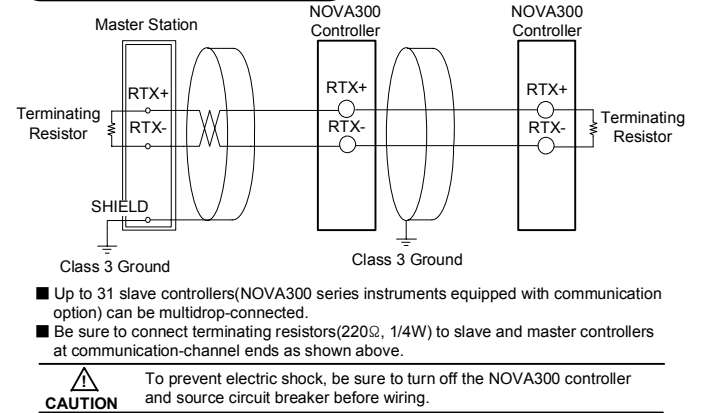 Master Station
NOVA300
Controller
NOVA300
Controller
RTX+
RTX+
RTX+
Terminating
Resistor
RTX-
RTX-
RTX-
Terminating
Resistor
SHIELD
Class 3 Ground
Class 3 Ground
■ Up to 31 slave controllers(NOVA300 series instruments equipped with communication
option) can be multidrop-connected.
■ Be sure to connect terminating resistors(220Ω, 1/4W) to slave and master controllers
at communication-channel ends as shown above.
CAUTION
To prevent electric shock, be sure to turn off the NOVA300 controller
and source circuit breaker before wiring.